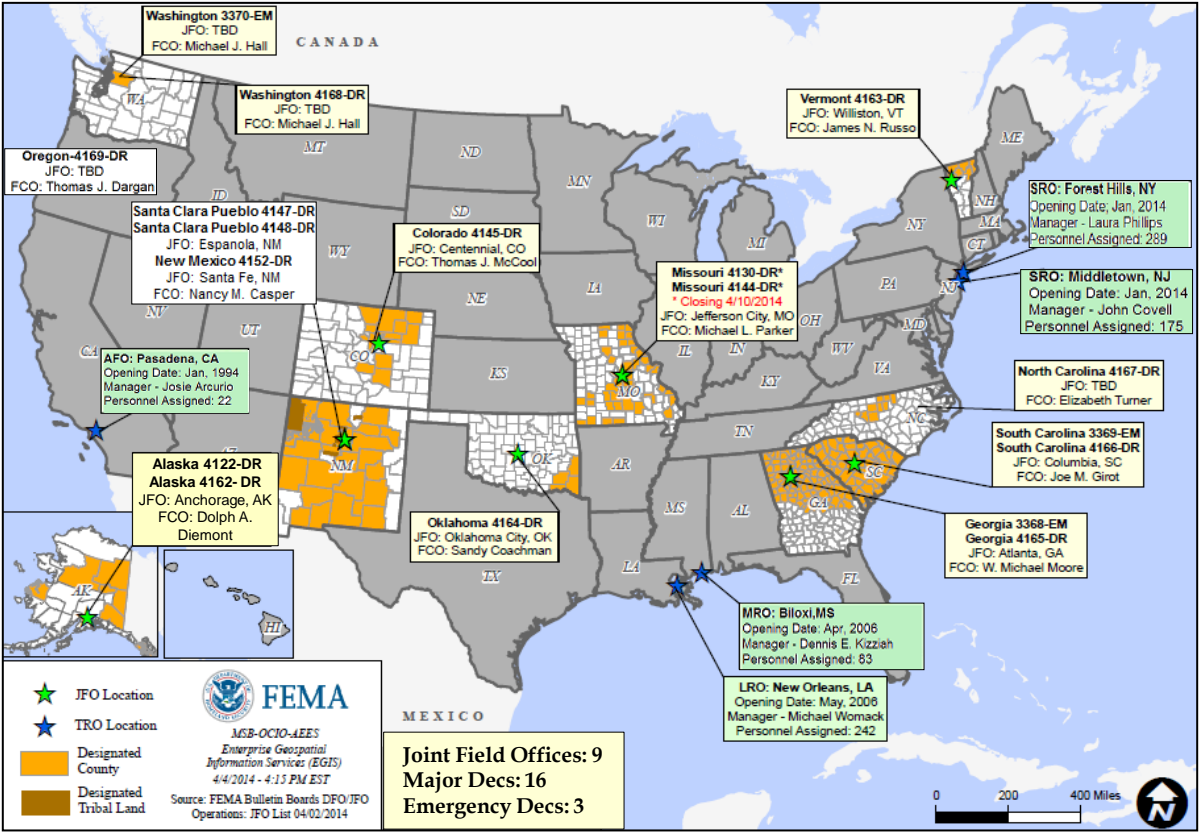 Washington 3370-EM
JFO: TBD
FCO: Michael J. Hall
CANADA
Washington 4168-DR
JFO: TBD
FCO: Michael J. Hall
Vermont 4163-DR
JFO: Williston, VT
FCO: James N. Russo
Oregon-4169-DR
JFO: TBD
FCO: Thomas J. Dargan
Santa Clara Pueblo 4147-DR
Santa Clara Pueblo 4148-DR
JFO: Espanola, NM
New Mexico 4152-DR
JFO: Santa Fe, NM
FCO: Nancy M. Casper
Colorado 4145-DR
JFO: Centennial, CO
FCO: Thomas J. McCool
Missouri 4130-DR*
Missouri 4144-DR*
* Closing 4/10/2014
JFO: Jefferson City, MO
FCO: Michael L. Parker
SRO: Forest Hills, NY
Opening Date; Jan, 2014
Manager - Laura Phillips
Personnel Assigned: 289
SRO: Middletown, NJ
Opening Date: Jan, 2014
Manager - John Covell
Personnel Assigned: 175
AFO: Pasadena, CA
Opening Date: Jan, 1994
Manager - Josie Arcurio
Personnel Assigned: 22
North Carolina 4167-DR
JFO: TBD
FCO: Elizabeth Turner
South Carolina 3369-EM
South Carolina 4166-DR
JFO: Columbia, SC
FCO: Joe M. Girot
Alaska 4122-DR
Alaska 4162- DR
JFO: Anchorage, AK
FCO: Dolph A.
Diemont
Oklahoma 4164-DR
JFO: Oklahoma City, OK
FCO: Sandy Coachman
Georgia 3368-EM
Georgia 4165-DR
JFO: Atlanta, GA
FCO: W. Michael Moore
MRO: Biloxi,MS
Opening Date: Apr, 2006
Manager - Dennis E. Kizziah
Personnel Assigned: 83
LRO: New Orleans, LA
Opening Date: May, 2006
Manager - Michael Womack
Personnel Assigned: 242
WA
MT
ND
MN
ID
SD
WI
MI
WY
NE
IA
NV
UT
CO
KS
MO
IL
IN
OH
PA
NY
NH
MA
CT
ME
NJ
MD
WV
VA
KY
CA
AZ
NM
OK
AR
TN
NC
SC
GA
AL
MS
LA
TX
FL
AK
HI
MEXICO
JFO Location
TRO Location
Designated
County
Designated
Tribal Land
FEMA
MSB-OCIO-AEES
Enterprise Geospatial
Information Services (EGIS)
4/4/2014 - 4:15 PM EST
Source: FEMA Bulletin Boards DFO/JFO
Operations: JFO List 04/02/2014
Joint Field Offices: 9
Major Decs: 16
Emergency Decs: 3
0 200 400 Miles
N